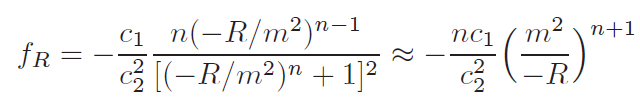 f_R = -\frac{c_1}{c_2^2} \frac{n(-R/m^2)^{n-1}}{[(-R/m^2)^n + 1]^2} \approx -\frac{nc_1}{c_2^2} \left( \frac{m^2}{-R} \right)^{n+1}